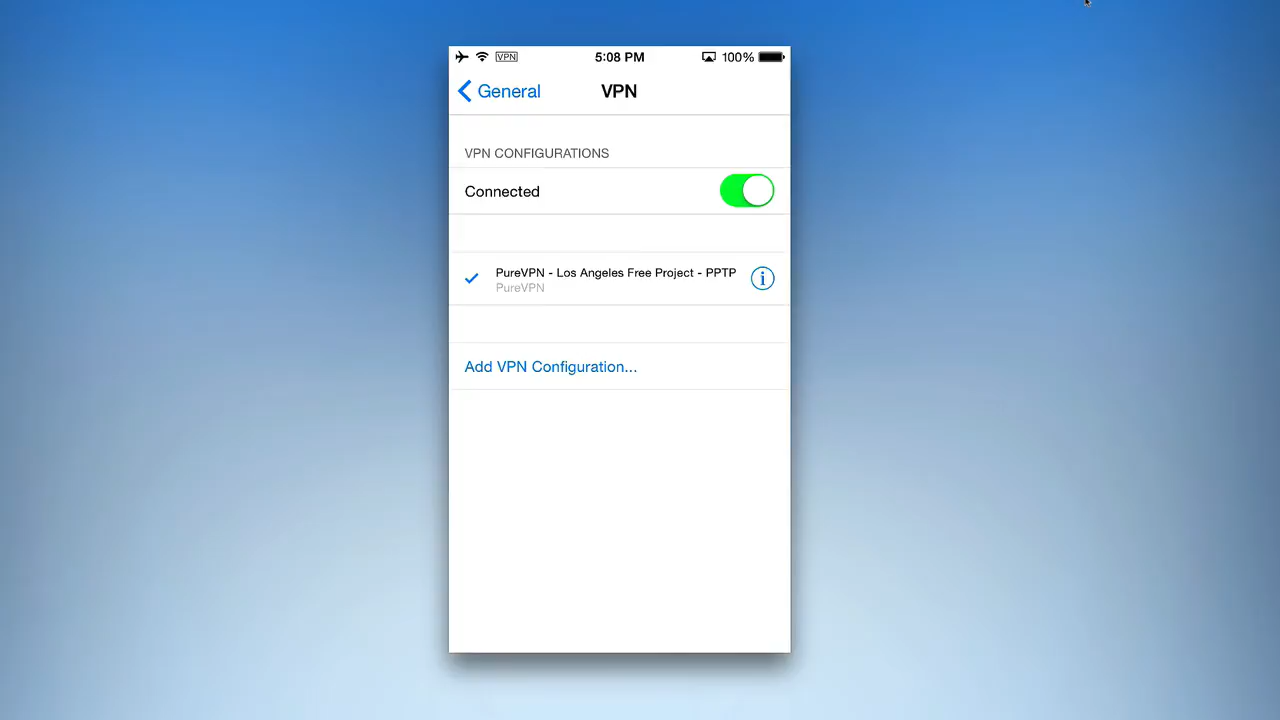 VPN 5:08 PM 100%
General VPN
VPN CONFIGURATIONS
Connected
PureVPN - Los Angeles Free Project - PPTP
PureVPN
Add VPN Configuration...